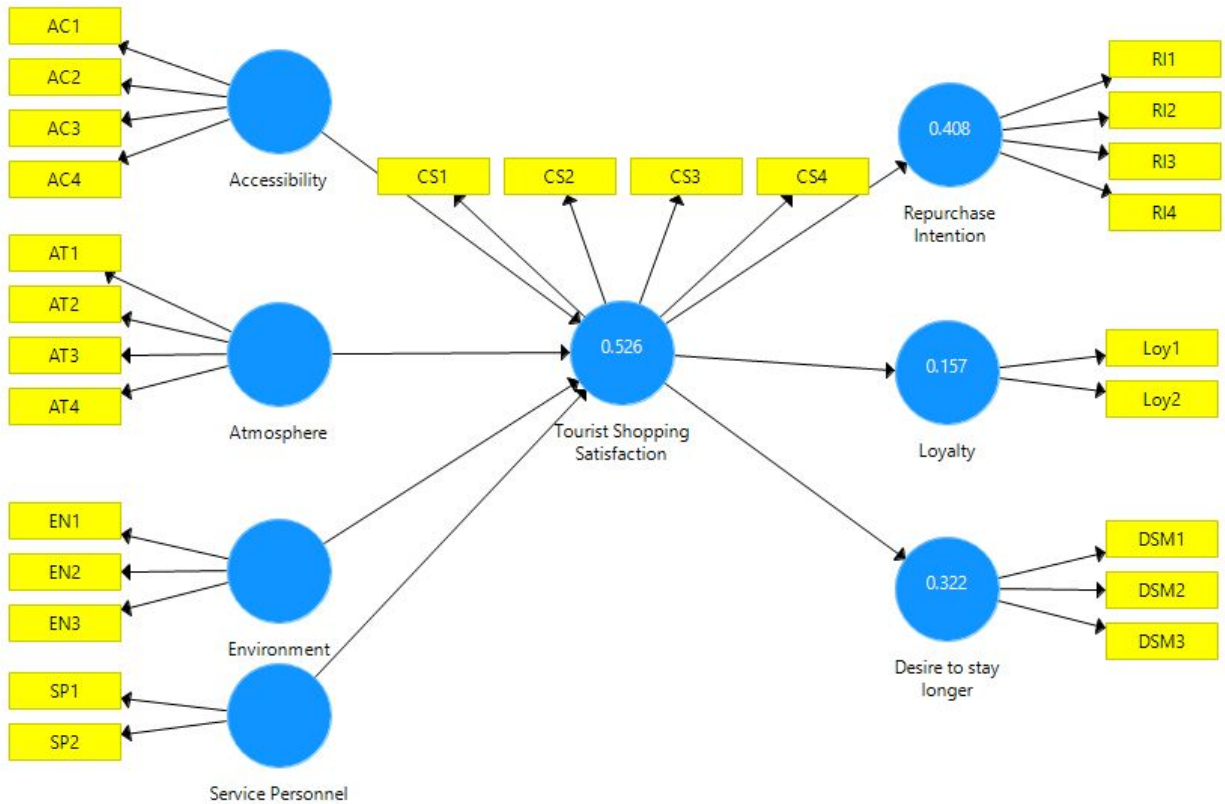 AC1
AC2
AC3
AC4
Accessibility
AT1
AT2
AT3
AT4
Atmosphere
EN1
EN2
EN3
Environment
SP1
SP2
Service Personnel
CS1
CS2
CS3
CS4
0.526
Tourist Shopping
Satisfaction
0.408
Repurchase
Intention
RI1
RI2
RI3
RI4
0.157
Loyalty
Loy1
Loy2
0.322
Desire to stay
longer
DSM1
DSM2
DSM3